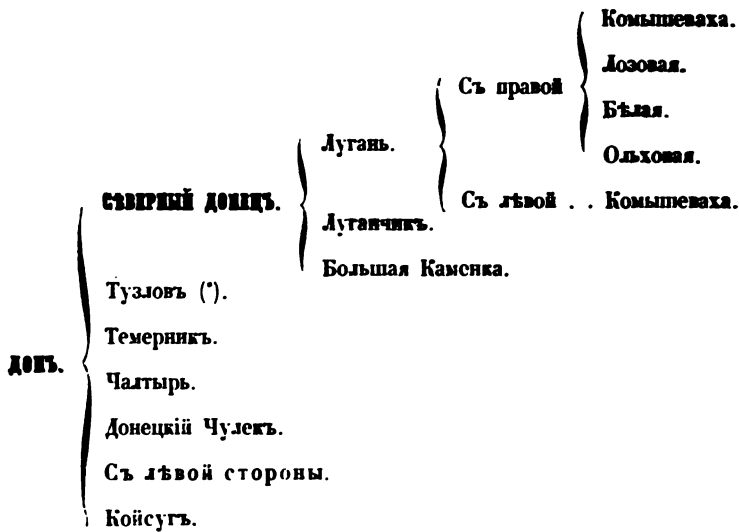 Комышеваха.
Лозовая.
Съ правой
Бѣлая.
Лугань.
Ольховая.
СѢВЕРНЫЙ ДОНЕЦЪ.
Съ лѣвой . . Комышеваха.
Луганчикъ.
Большая Каменка.
Тузловъ (*).
Темерникъ.
ДОНЪ.
Чалтырь.
Донецкій Чулекъ.
Съ лѣвой стороны.
Койсугъ.